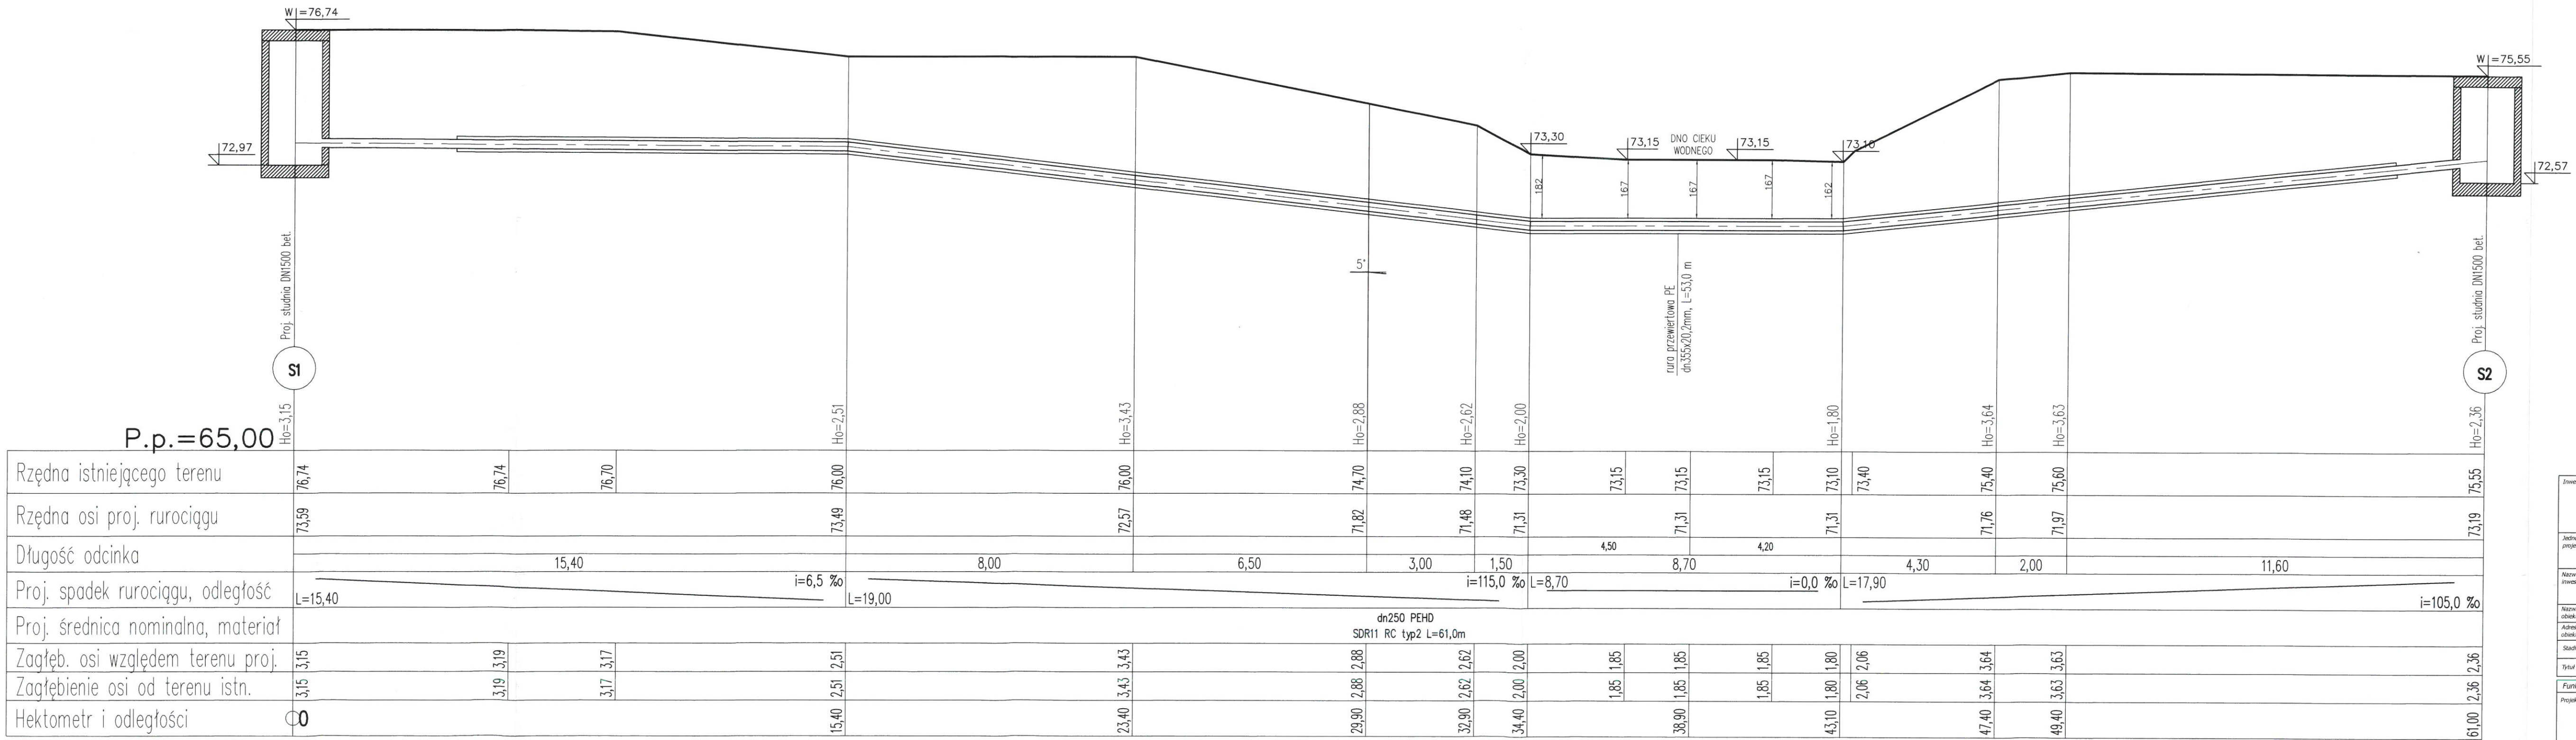 W =76,74
W =75,55
72,97
73,30
73,15
DNO CIEKU
WODNEGO
73,15
73,10
72,57
182
167
167
167
162
Proj. studnia DN1500 bet.
rura przewiertowa PE
dn355x20,2mm, L=53,0 m
Proj. studnia DN1500 bet.
S1
S2
Ho=3,15
Ho=2,51
Ho=3,43
Ho=2,88
Ho=2,62
Ho=2,00
Ho=1,80
Ho=3,64
Ho=3,63
Ho=2,36
P.p.=65,00
Rzędna istniejącego terenu 76,74 76,74 76,70 76,00 76,00 74,70 74,10 73,30 73,15 73,15 73,15 73,10 73,40 75,40 75,60 75,55
Rzędna osi proj. rurociągu 73,59 73,49 72,57 71,82 71,48 71,31 71,31 71,31 71,76 71,97 73,19
4,50 4,20
Długość odcinka 15,40 8,00 6,50 3,00 1,50 8,70 4,30 2,00 11,60
Proj. spadek rurociągu, odległość L=15,40 i=6,5 ‰ L=19,00 i=115,0 ‰ L=8,70 i=0,0 ‰ L=17,90 i=105,0 ‰
Proj. średnica nominalna, materiał dn250 PEHD
SDR11 RC typ2 L=61,0m
Zagłęb. osi względem terenu proj. 3,15 3,19 3,17 2,51 3,43 2,88 2,62 2,00 1,85 1,85 1,85 1,80 2,06 3,64 3,63 2,36
Zagłębienie osi od terenu istn. 3,15 3,19 3,17 2,51 3,43 2,88 2,62 2,00 1,85 1,85 1,85 1,80 2,06 3,64 3,63 2,36
Hektometr i odległości 0 15,40 23,40 29,90 32,90 34,40 38,90 43,10 47,40 49,40 61,00